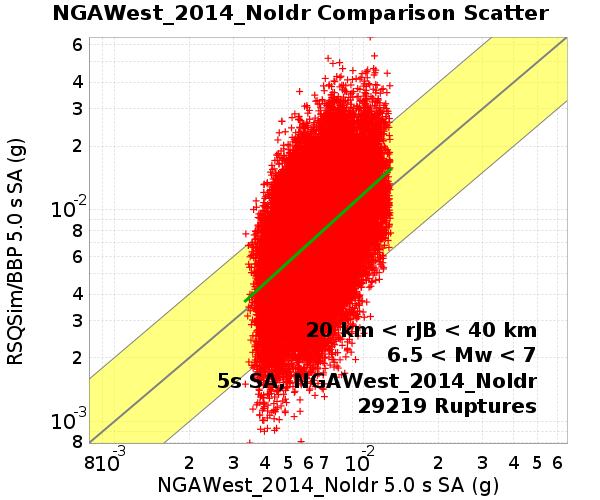 NGAWest_2014_NoIdr Comparison Scatter
RSQSim/BBP 5.0 s SA (g)
6
4
3
2
10-2
8
6
4
3
2
10-3
8
20 km < rJB < 40 km
6.5 < Mw < 7
5s SA, NGAWest_2014_NoIdr
29219 Ruptures
8 10-3 2 3 4 5 6 7 10-2 2 3 4 5 6
NGAWest_2014_NoIdr 5.0 s SA (g)